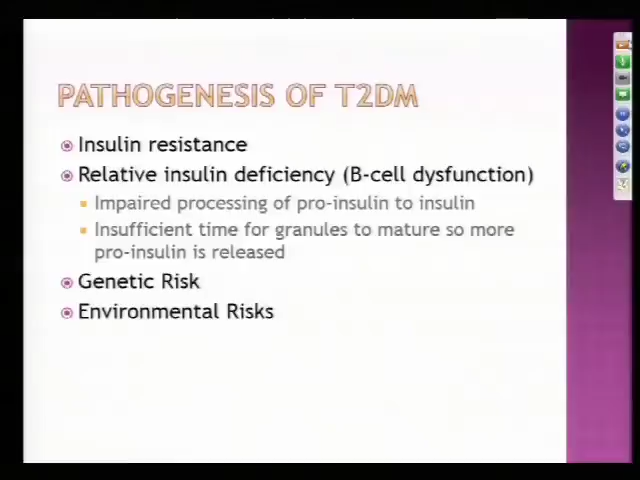 PATHOGENESIS OF T2DM
Insulin resistance
Relative insulin deficiency (B-cell dysfunction)
Impaired processing of pro-insulin to insulin
Insufficient time for granules to mature so more
pro-insulin is released
Genetic Risk
Environmental Risks